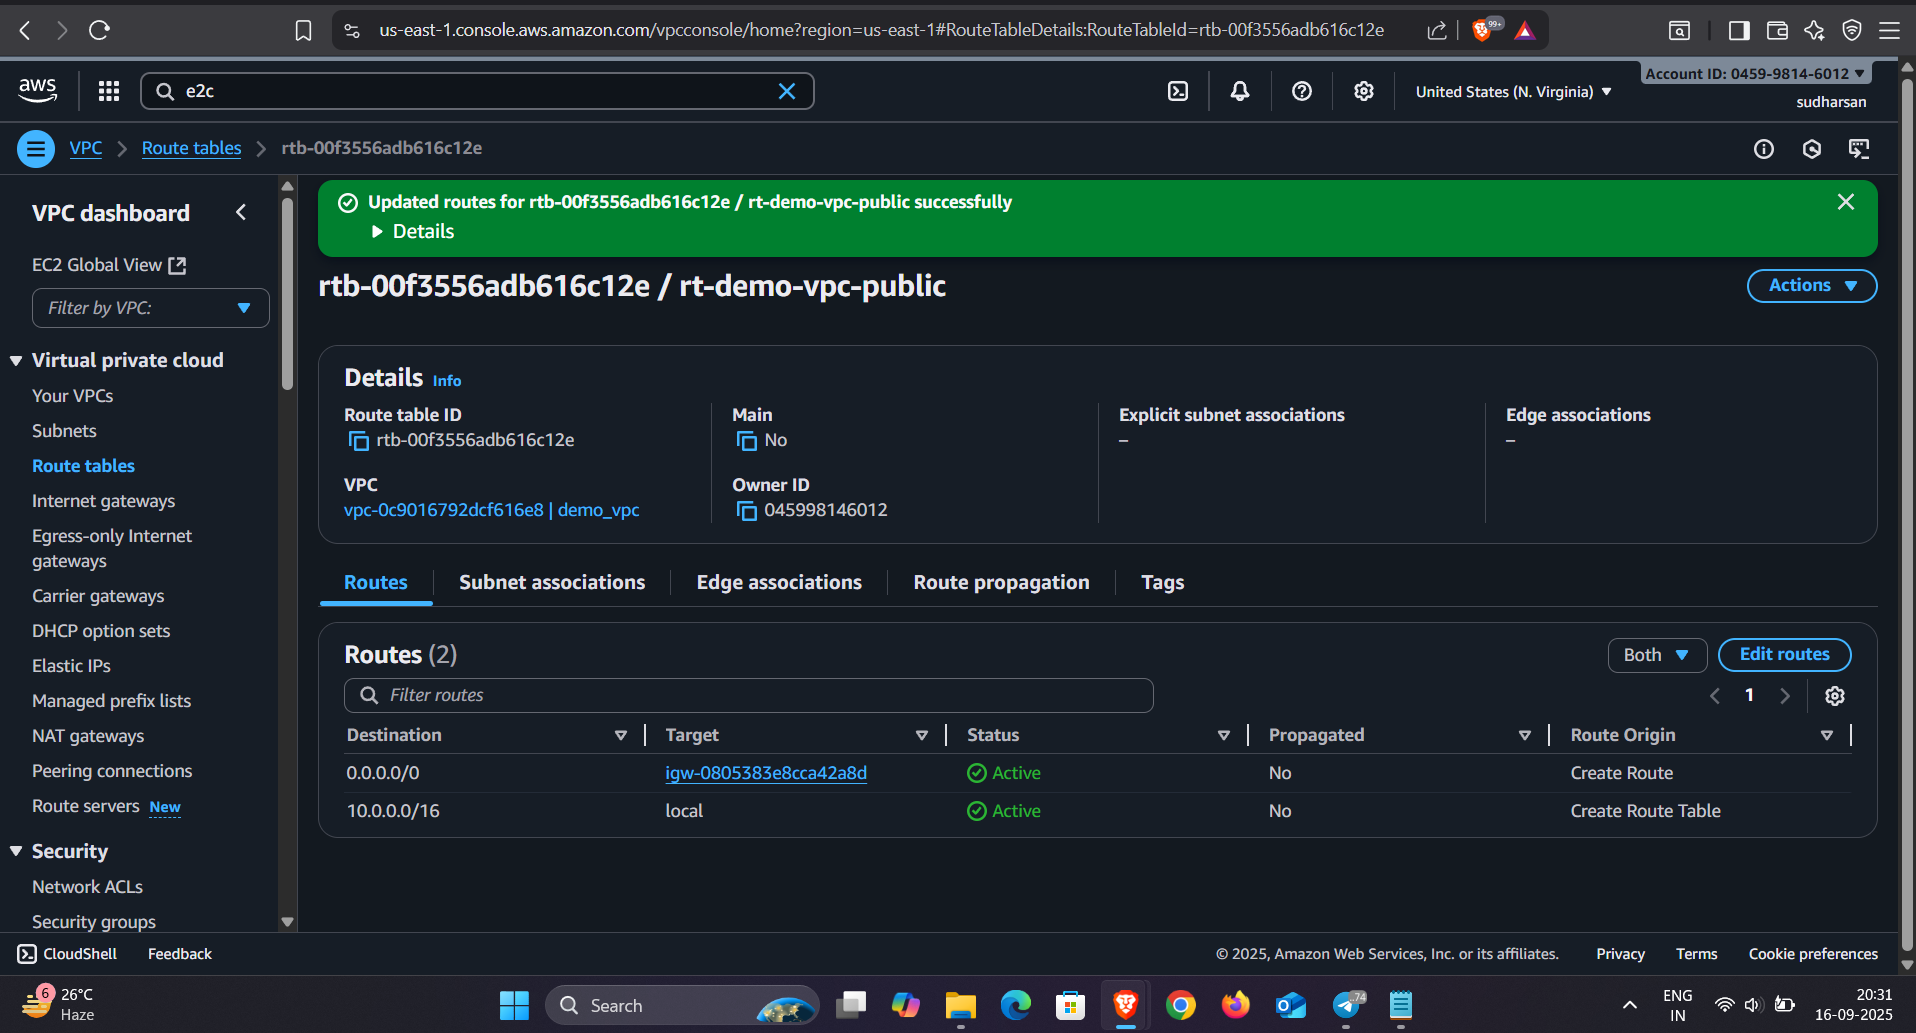 us-east-1.console.aws.amazon.com/vpcconsole/home?region=us-east-1#RouteTableDetails:RouteTableId=rtb-00f3556adb616c12e
99+
aws
e2c
United States (N. Virginia)
Account ID: 0459-9814-6012
sudharsan
VPC
Route tables
rtb-00f3556adb616c12e
VPC dashboard
EC2 Global View
Filter by VPC:
Virtual private cloud
Your VPCs
Subnets
Route tables
Internet gateways
Egress-only Internet
gateways
Carrier gateways
DHCP option sets
Elastic IPs
Managed prefix lists
NAT gateways
Peering connections
Route servers New
Security
Network ACLs
Security groups
Updated routes for rtb-00f3556adb616c12e / rt-demo-vpc-public successfully
Details
rtb-00f3556adb616c12e / rt-demo-vpc-public
Actions
Details Info
Route table ID
rtb-00f3556adb616c12e
Main
No
Explicit subnet associations
–
Edge associations
–
VPC
vpc-0c9016792dcf616e8 | demo_vpc
Owner ID
045998146012
Routes
Subnet associations
Edge associations
Route propagation
Tags
Routes (2)
Both
Edit routes
Filter routes
1
Destination Target Status Propagated Route Origin
0.0.0.0/0 igw-0805383e8cca42a8d Active No Create Route
10.0.0.0/16 local Active No Create Route Table
CloudShell
Feedback
© 2025, Amazon Web Services, Inc. or its affiliates.
Privacy
Terms
Cookie preferences
6
26°C
Haze
Search
74
ENG
IN
20:31
16-09-2025